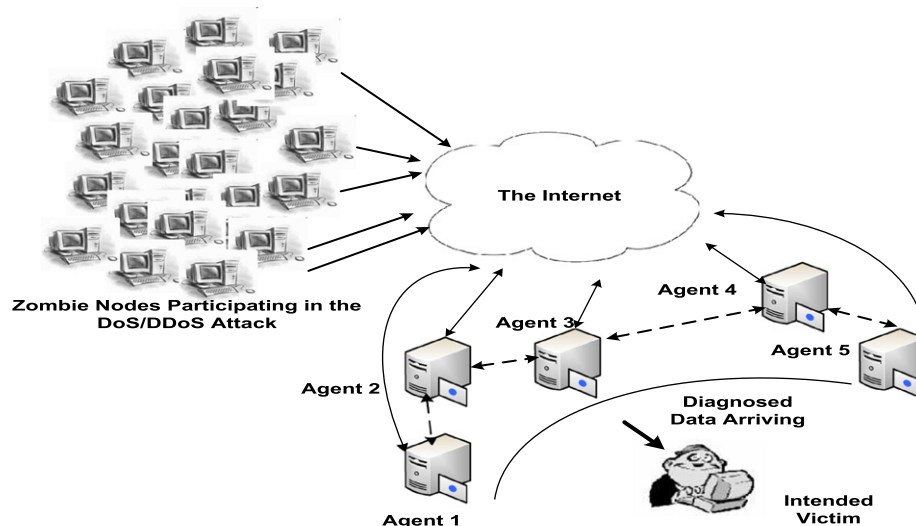 The Internet
Zombie Nodes Participating in the
DoS/DDoS Attack
Agent 4
Agent 3
Agent 5
Agent 2
Diagnosed
Data Arriving
Intended
Victim
Agent 1